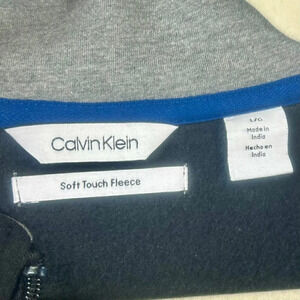 Calvin Klein
Soft Touch Fleece
L/G
Made in
India
Hecho en
India